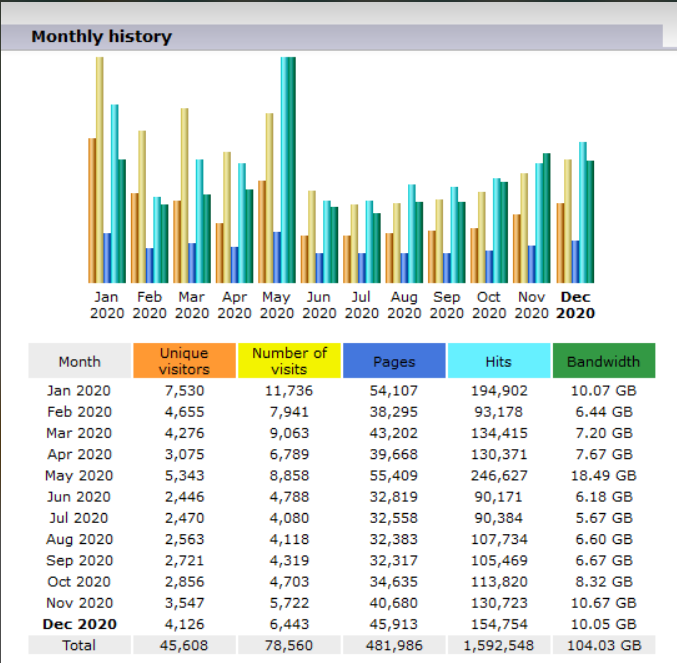 Monthly history
Jan Feb Mar Apr May Jun Jul Aug Sep Oct Nov Dec
2020 2020 2020 2020 2020 2020 2020 2020 2020 2020 2020 2020
Month Unique visitors Number of visits Pages Hits Bandwidth
Jan 2020 7,530 11,736 54,107 194,902 10.07 GB
Feb 2020 4,655 7,941 38,295 93,178 6.44 GB
Mar 2020 4,276 9,063 43,202 134,415 7.20 GB
Apr 2020 3,075 6,789 39,668 130,371 7.67 GB
May 2020 5,343 8,858 55,409 246,627 18.49 GB
Jun 2020 2,446 4,788 32,819 90,171 6.18 GB
Jul 2020 2,470 4,080 32,558 90,384 5.67 GB
Aug 2020 2,563 4,118 32,383 107,734 6.60 GB
Sep 2020 2,721 4,319 32,317 105,469 6.67 GB
Oct 2020 2,856 4,703 34,635 113,820 8.32 GB
Nov 2020 3,547 5,722 40,680 130,723 10.67 GB
Dec 2020 4,126 6,443 45,913 154,754 10.05 GB
Total 45,608 78,560 481,986 1,592,548 104.03 GB